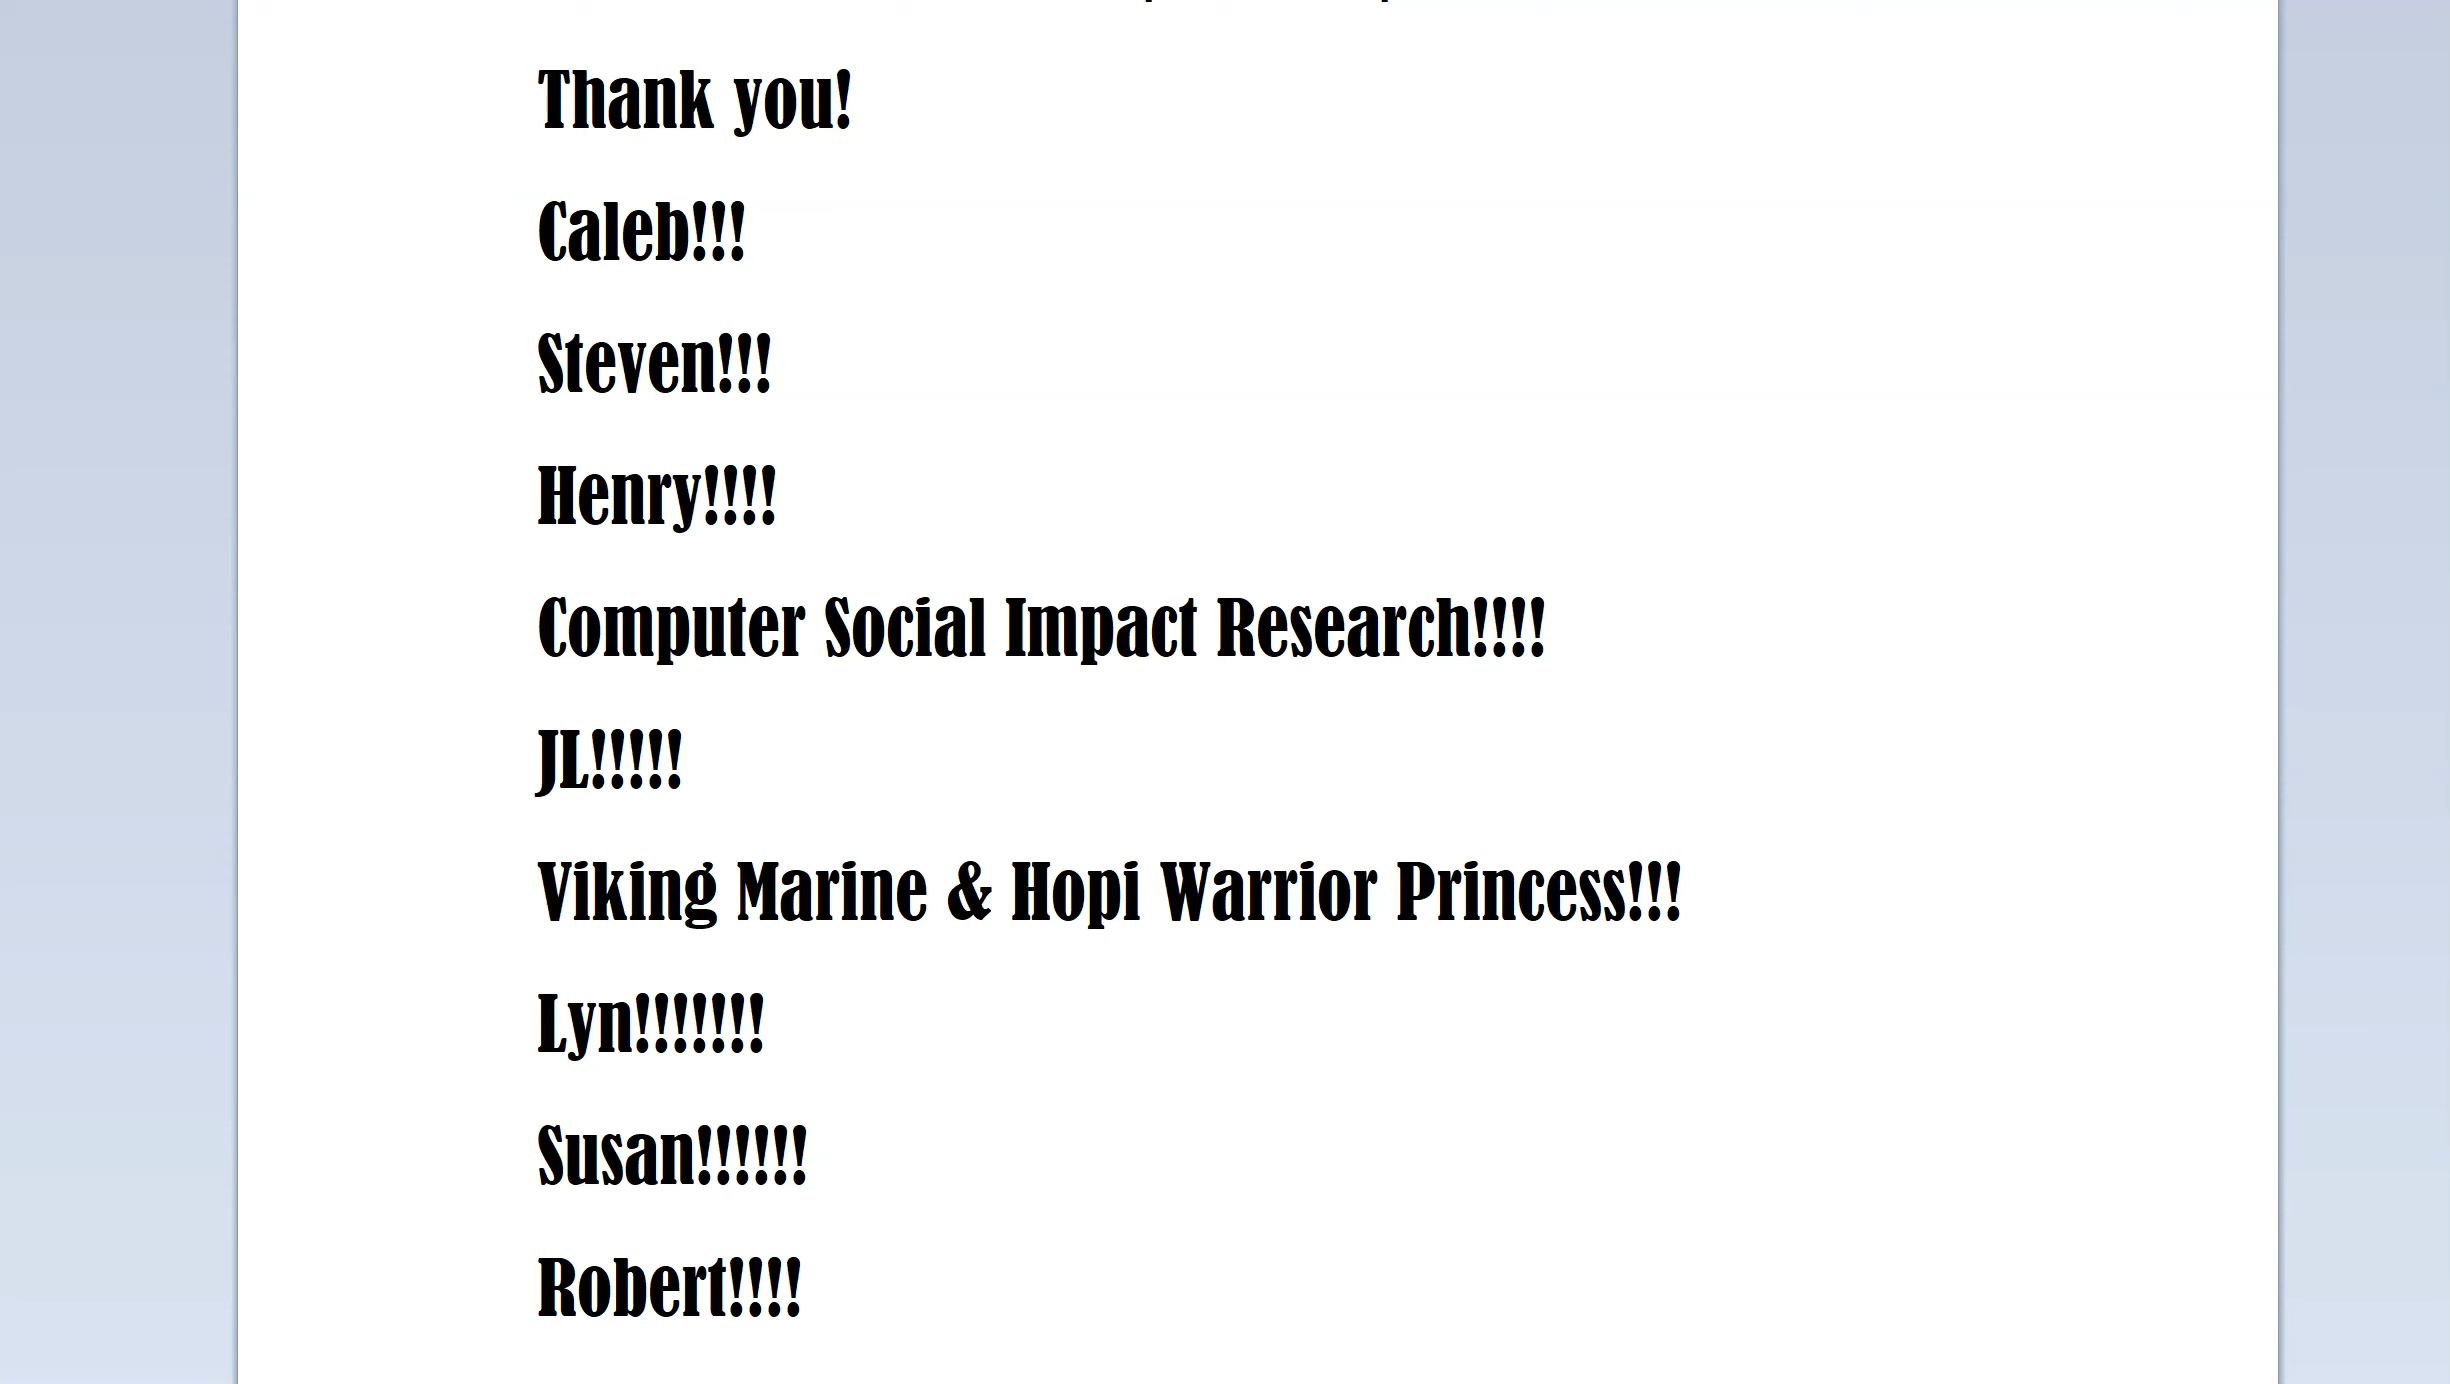 Thank you!
Caleb!!!
Steven!!!
Henry!!!!
Computer Social Impact Research!!!!
JL!!!!!
Viking Marine & Hopi Warrior Princess!!!
Lyn!!!!!!!
Susan!!!!!!
Robert!!!!